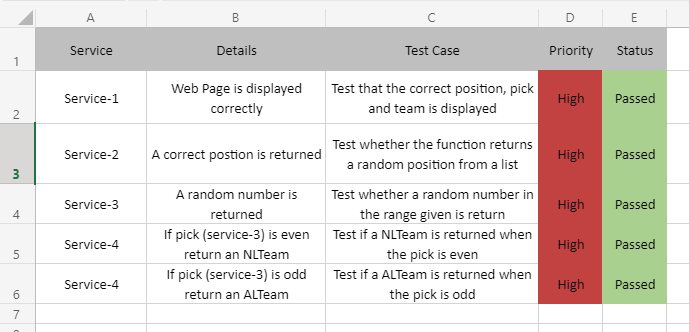 A B C D E
1 Service Details Test Case Priority Status
2 Service-1 Web Page is displayed correctly Test that the correct position, pick and team is displayed High Passed
3 Service-2 A correct postion is returned Test whether the function returns a random position from a list High Passed
4 Service-3 A random number is returned Test whether a random number in the range given is return High Passed
5 Service-4 If pick (service-3) is even return an NLTeam Test if a NLTeam is returned when the pick is even High Passed
6 Service-4 If pick (service-3) is odd return an ALTeam Test if a ALTeam is returned when the pick is odd High Passed
7